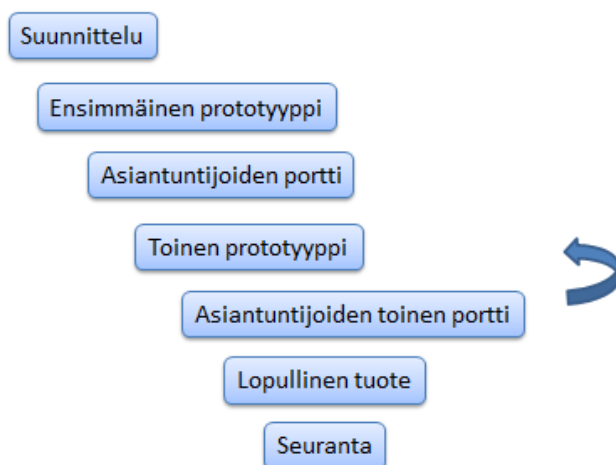 Suunnittelu
Ensimmäinen prototyyppi
Asiantuntijoiden portti
Toinen prototyyppi
Asiantuntijoiden toinen portti
Lopullinen tuote
Seuranta